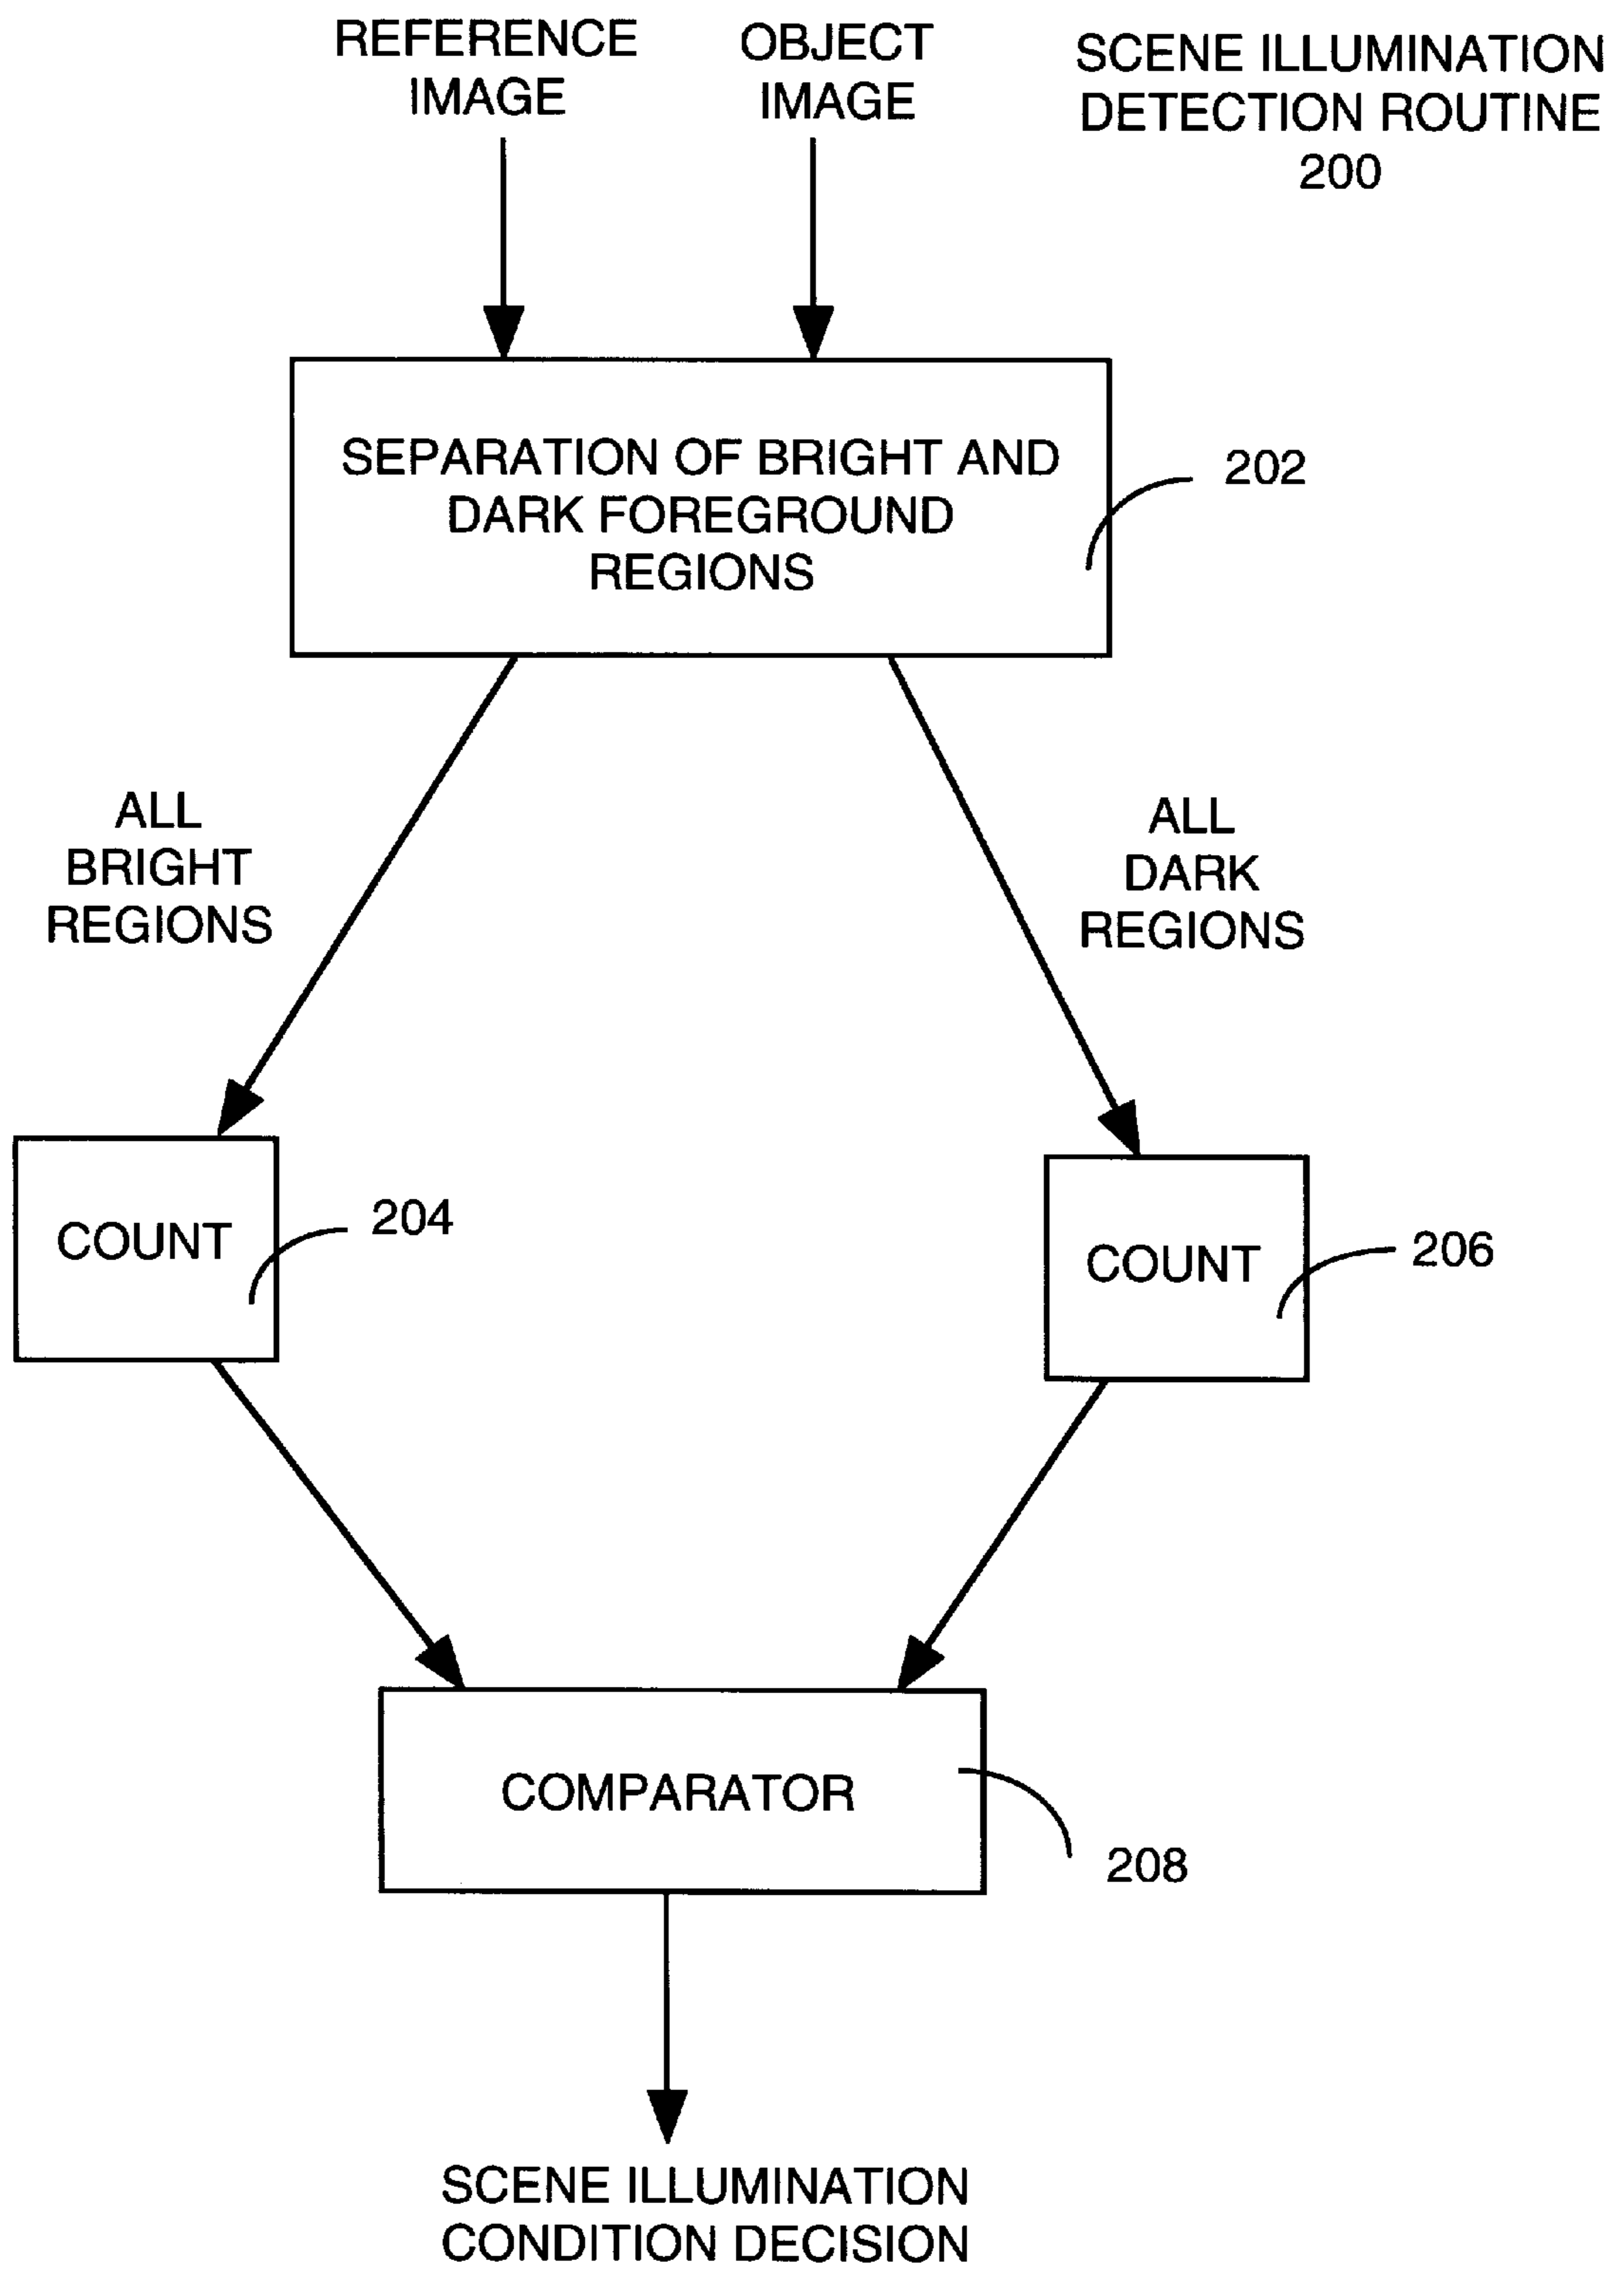 REFERENCE
IMAGE
OBJECT
IMAGE
SCENE ILLUMINATION
DETECTION ROUTINE
200
SEPARATION OF BRIGHT AND
DARK FOREGROUND
REGIONS
202
ALL
BRIGHT
REGIONS
ALL
DARK
REGIONS
COUNT
204
COUNT
206
COMPARATOR
208
SCENE ILLUMINATION
CONDITION DECISION